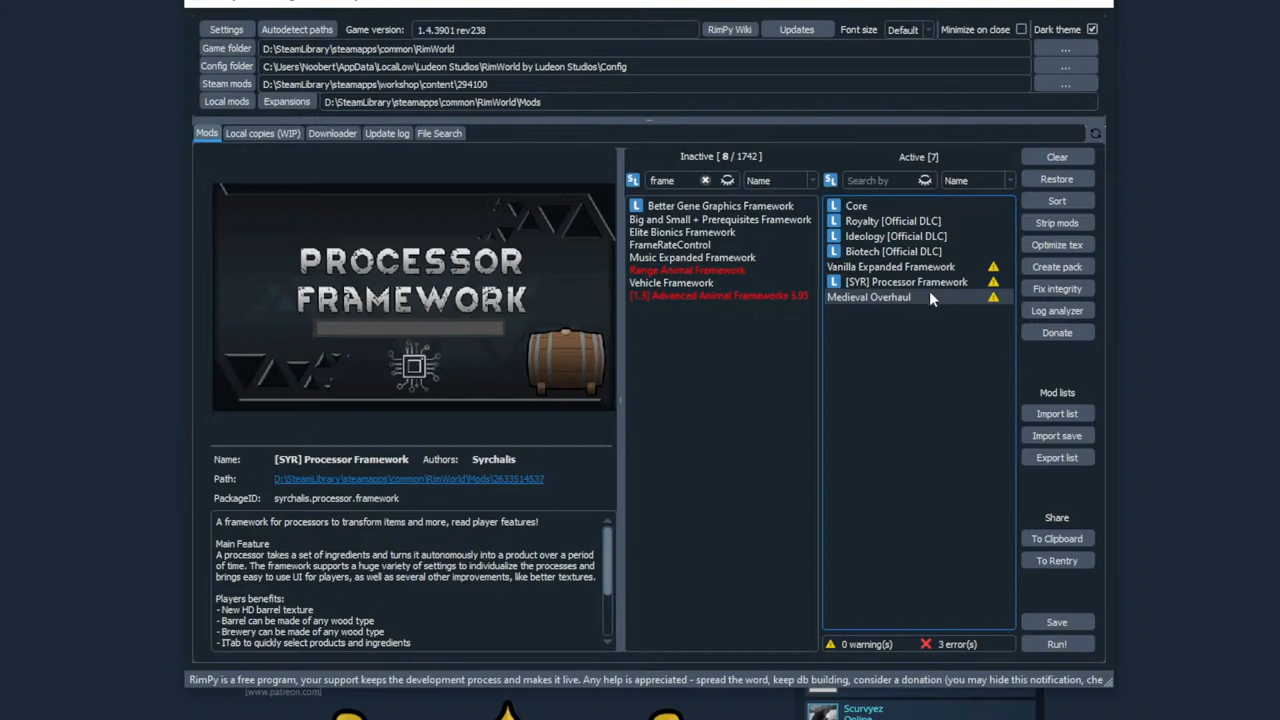 Settings
Autodetect paths
Game version:
1.4.3901 rev238
RimPy Wiki
Updates
Font size
Default
Minimize on close
Dark theme
Game folder
D:\SteamLibrary\steamapps\common\RimWorld
...
Config folder
C:\Users\Noobert\AppData\LocalLow\Ludeon Studios\RimWorld by Ludeon Studios\Config
...
Steam mods
D:\SteamLibrary\steamapps\workshop\content\294100
...
Local mods
Expansions
D:\SteamLibrary\steamapps\common\RimWorld\Mods
Mods
Local copies (WIP)
Downloader
Update log
File Search
PROCESSOR
FRAMEWORK
Name:
[SYR] Processor Framework
Authors:
Syrchalis
Path:
D:\SteamLibrary\steamapps\common\RimWorld\Mods\2633514537
PackageID:
syrchalis.processor.framework
A framework for processors to transform items and more, read player features!
Main Feature
A processor takes a set of ingredients and turns it autonomously into a product over a period
of time. The framework supports a huge variety of settings to individualize the processes and
brings easy to use UI for players, as well as several other improvements, like better textures.
Players benefits:
- New HD barrel texture
- Barrel can be made of any wood type
- Brewery can be made of any wood type
- ITab to quickly select products and ingredients
Inactive [ 8 / 1742 ]
SL
frame
Name
L Better Gene Graphics Framework
Big and Small + Prerequisites Framework
Elite Bionics Framework
FrameRateControl
Music Expanded Framework
Range Animal Framework
Vehicle Framework
[1.3] Advanced Animal Frameworks 3.95
Active [7]
SL
Search by
Name
L Core
L Royalty [Official DLC]
L Ideology [Official DLC]
L Biotech [Official DLC]
Vanilla Expanded Framework
L [SYR] Processor Framework
Medieval Overhaul
0 warning(s)
3 error(s)
Clear
Restore
Sort
Strip mods
Optimize tex
Create pack
Fix integrity
Log analyzer
Donate
Mod lists
Import list
Import save
Export list
Share
To Clipboard
To Rentry
Save
Run!
RimPy is a free program, your support keeps the development process and makes it live. Any help is appreciated - spread the word, keep db building, consider a donation (you may hide this notification, che
[www.patreon.com]
Scurvyez
Online